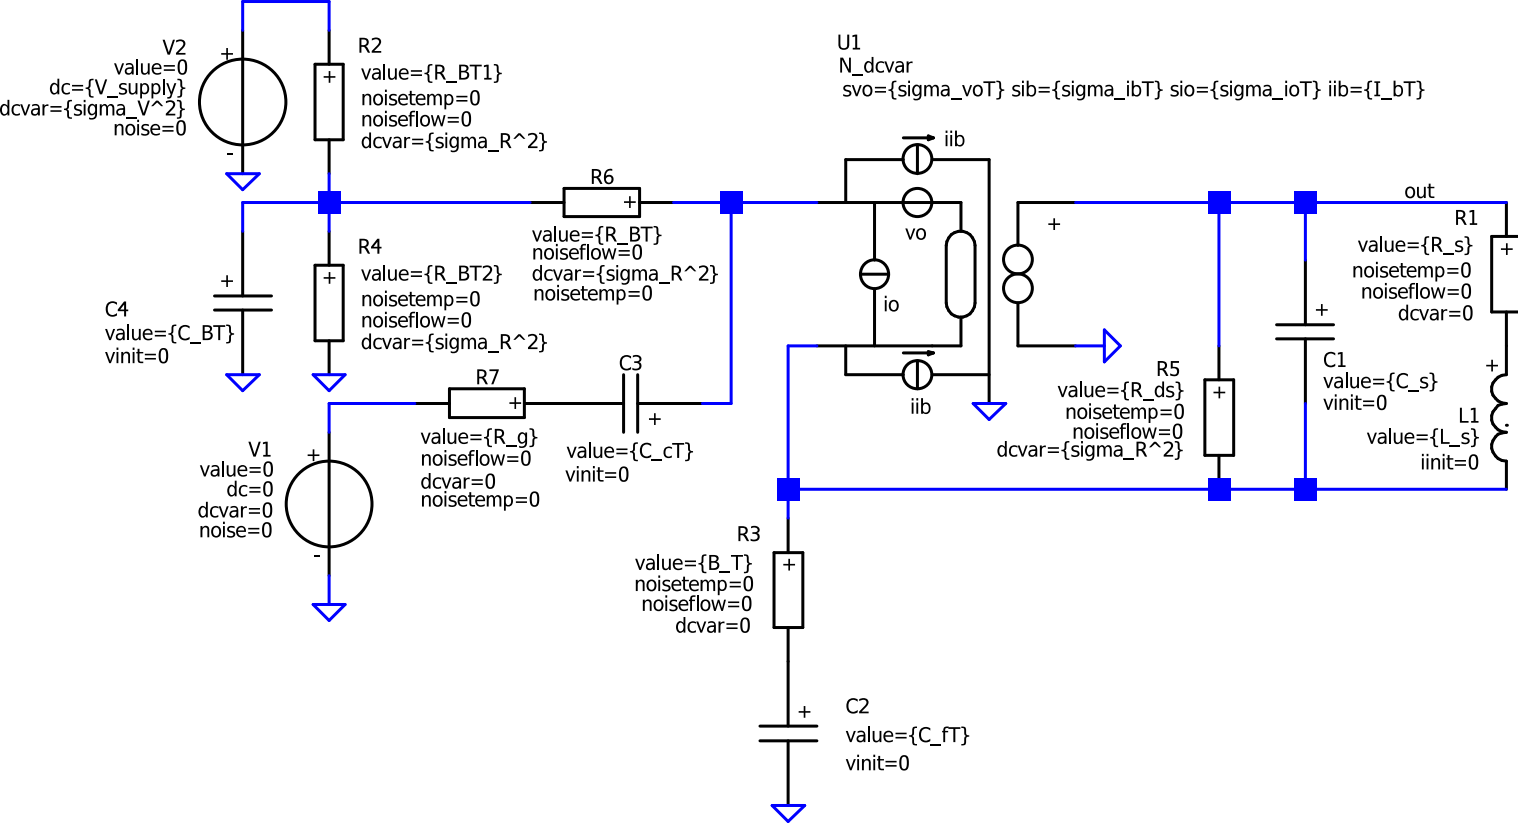 V2
value=0
dc={V_supply}
dcvar={sigma_V^2}
noise=0
+
-
R2
value={R_BT1}
noisetemp=0
noiseflow=0
dcvar={sigma_R^2}
+
U1
N_dcvar
svo={sigma_voT} sib={sigma_ibT} sio={sigma_ioT} iib={I_bT}
iib
vo
io
iib
+
R6
+
value={R_BT}
noiseflow=0
dcvar={sigma_R^2}
noisetemp=0
R4
value={R_BT2}
noisetemp=0
noiseflow=0
dcvar={sigma_R^2}
+
+
C4
value={C_BT}
vinit=0
R7
+
value={R_g}
noiseflow=0
dcvar=0
noisetemp=0
C3
+
value={C_cT}
vinit=0
V1
value=0
dc=0
dcvar=0
noise=0
+
-
out
R1
value={R_s}
noisetemp=0
noiseflow=0
dcvar=0
+
+
C1
value={C_s}
vinit=0
+
L1
value={L_s}
iinit=0
R5
value={R_ds}
noisetemp=0
noiseflow=0
dcvar={sigma_R^2}
+
R3
value={B_T}
noisetemp=0
noiseflow=0
dcvar=0
+
+
C2
value={C_fT}
vinit=0